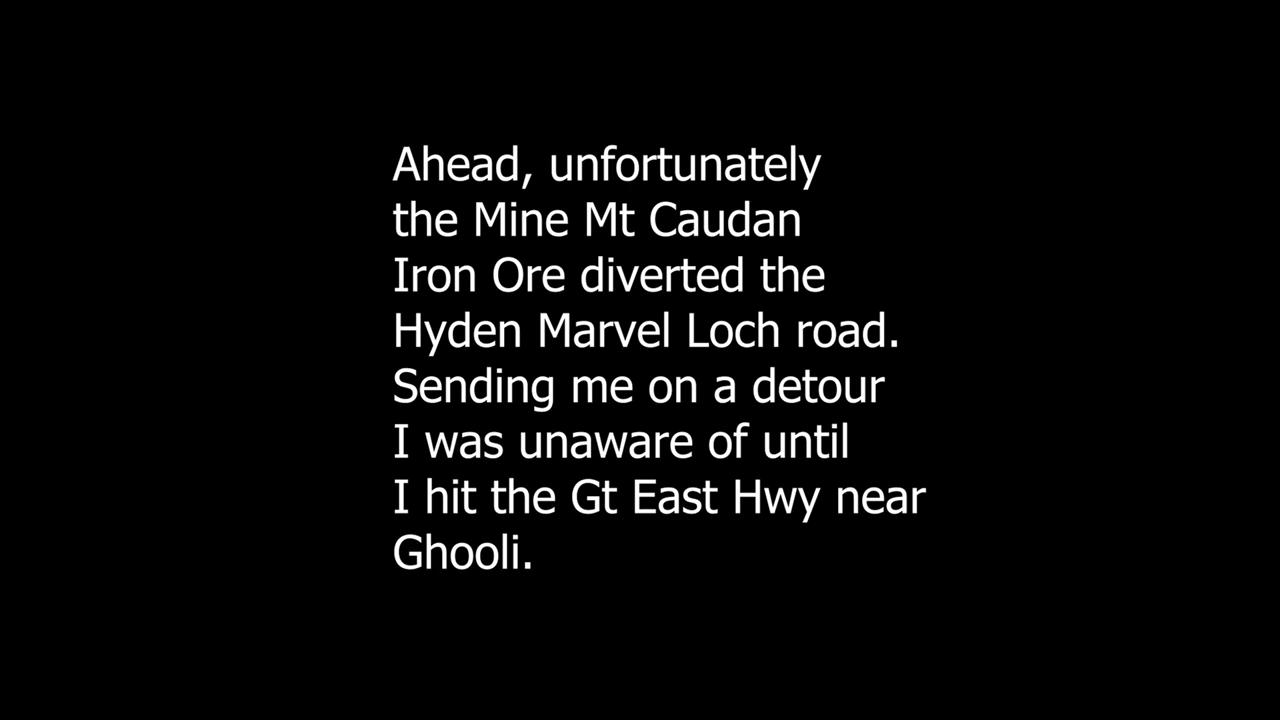 Ahead, unfortunately
the Mine Mt Caudan
Iron Ore diverted the
Hyden Marvel Loch road.
Sending me on a detour
I was unaware of until
I hit the Gt East Hwy near
Ghooli.